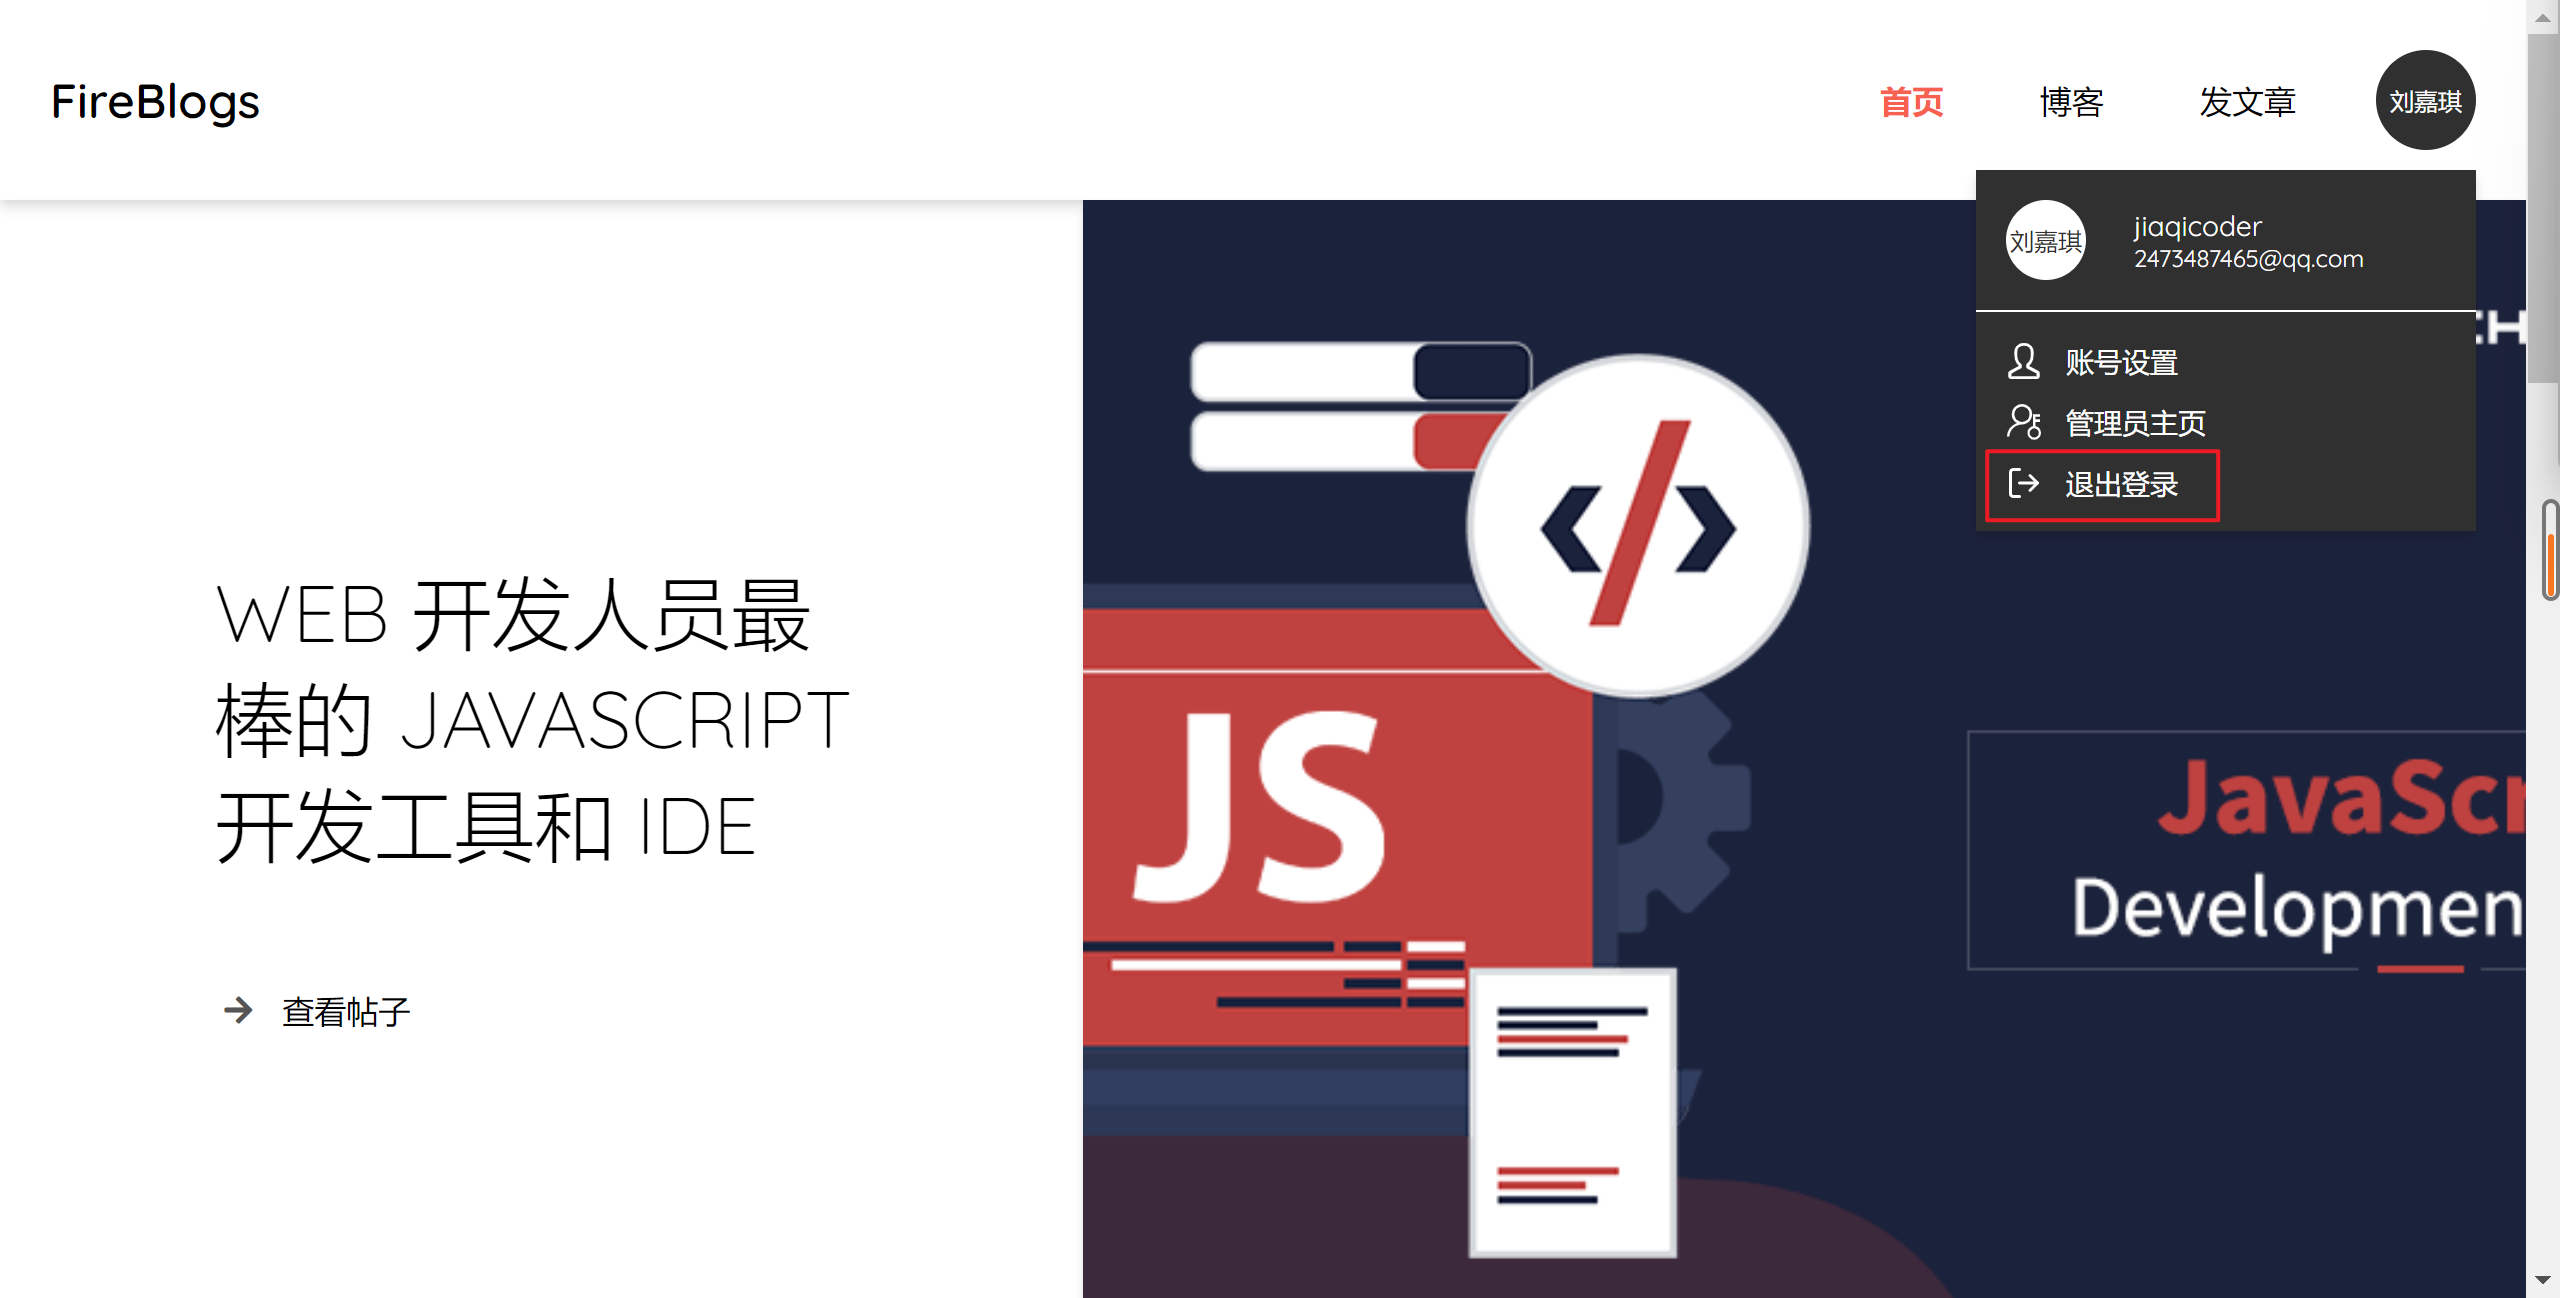 FireBlogs
首页 博客 发文章 刘嘉琪
刘嘉琪 jiaqicoder
2473487465@qq.com
账号设置
管理员主页
退出登录
WEB 开发人员最
棒的 JAVASCRIPT
开发工具和 IDE
查看帖子
CH
</>
JS
JavaScr
Developmen